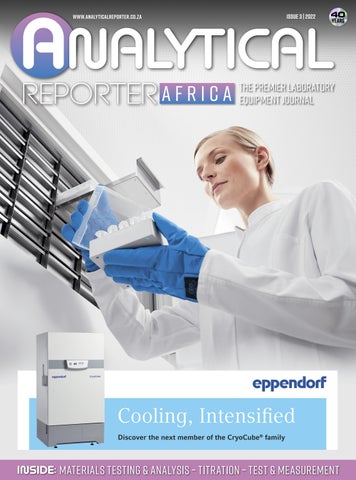 WWW.ANALYTICALREPORTER.CO.ZA
ISSUE 3 | 2022
40 YEARS
ANALYTICAL
REPORTER AFRICA
THE PREMIER LABORATORY
EQUIPMENT JOURNAL
eppendorf
eppendorf
Cooling, Intensified
Discover the next member of the CryoCube® family
INSIDE: MATERIALS TESTING & ANALYSIS – TITRATION – TEST & MEASUREMENT